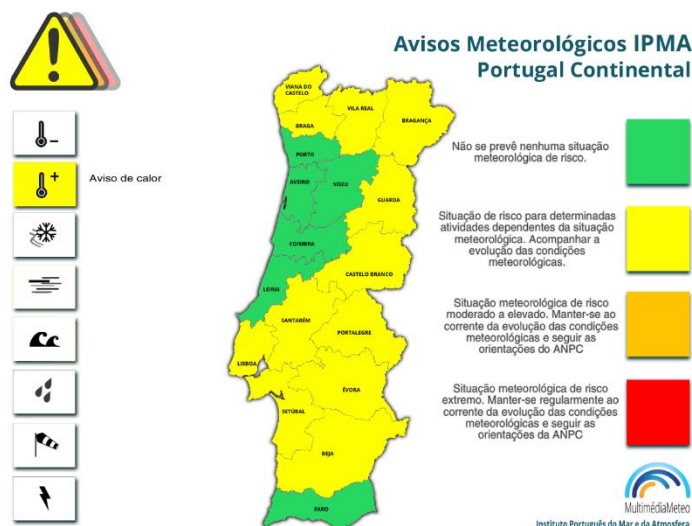 Avisos Meteorológicos IPMA
Portugal Continental
Aviso de calor
VIANA DO
CASTELO
BRAGA
VILA REAL
BRAGANÇA
PORTO
AVEIRO
VISEU
GUARDA
COIMBRA
CASTELO BRANCO
LEIRIA
SANTARÉM
PORTALEGRE
LISBOA
ÉVORA
SETÚBAL
BEJA
FARO
Não se prevê nenhuma situação
meteorológica de risco.
Situação de risco para determinadas
atividades dependentes da situação
meteorológica. Acompanhar a
evolução das condições
meteorológicas.
Situação meteorológica de risco
moderado a elevado. Manter-se ao
corrente da evolução das condições
meteorológicas e seguir as
orientações do ANPC
Situação meteorológica de risco
extremo. Manter-se regularmente ao
corrente da evolução das condições
meteorológicas e seguir as
orientações da ANPC
MultimédiaMeteo
Instituto Português do Mar e da Atmosfera